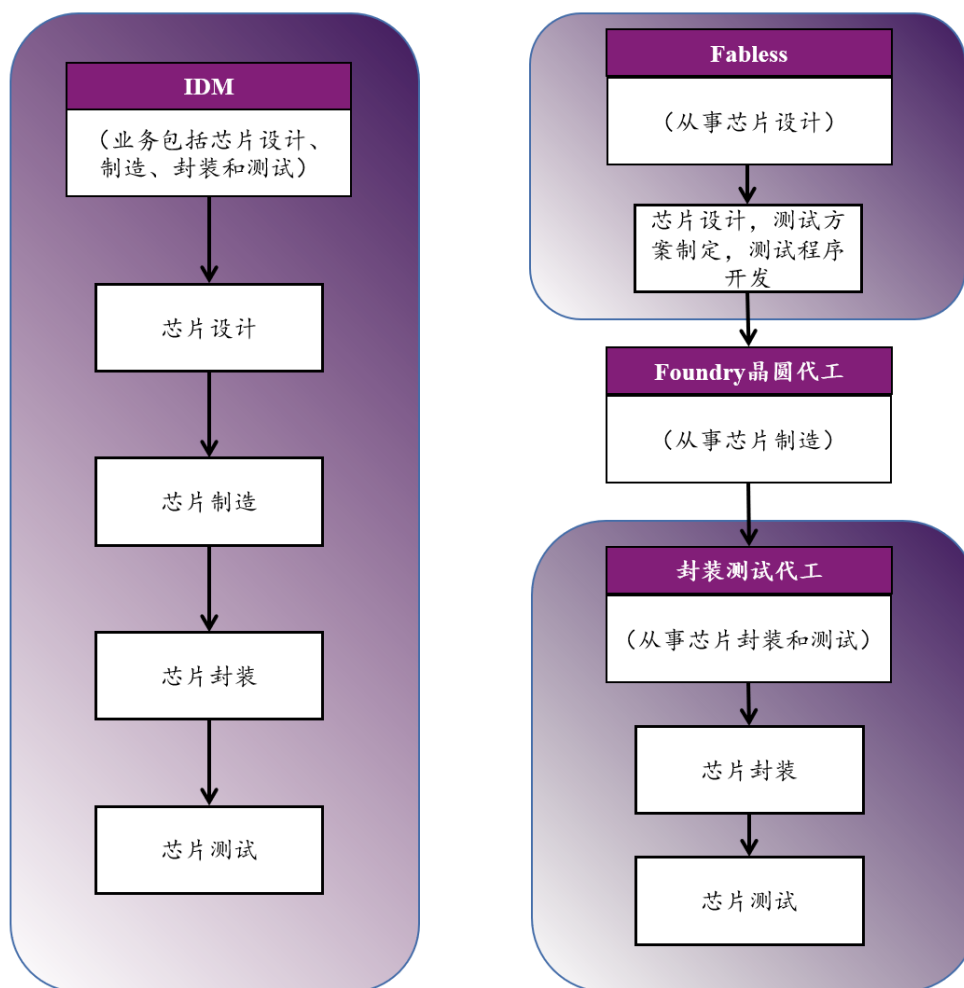 IDM
（业务包括芯片设计、
制造、封装和测试）
芯片设计
芯片制造
芯片封装
芯片测试
Fabless
（从事芯片设计）
芯片设计，测试方
案制定，测试程序
开发
Foundry晶圆代工
（从事芯片制造）
封装测试代工
（从事芯片封装和测试）
芯片封装
芯片测试